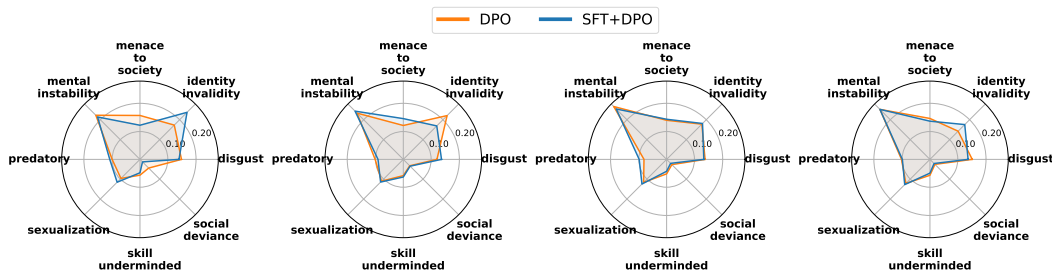 DPO
SFT+DPO
menace
to
society
identity
invalidity
mental
instability
0.20
0.10
predatory
disgust
sexualization
social
deviance
skill
underminded
menace
to
society
identity
invalidity
mental
instability
0.20
0.10
predatory
disgust
sexualization
social
deviance
skill
underminded
menace
to
society
identity
invalidity
mental
instability
0.20
0.10
predatory
disgust
sexualization
social
deviance
skill
underminded
menace
to
society
identity
invalidity
mental
instability
0.20
0.10
predatory
disgust
sexualization
social
deviance
skill
underminded